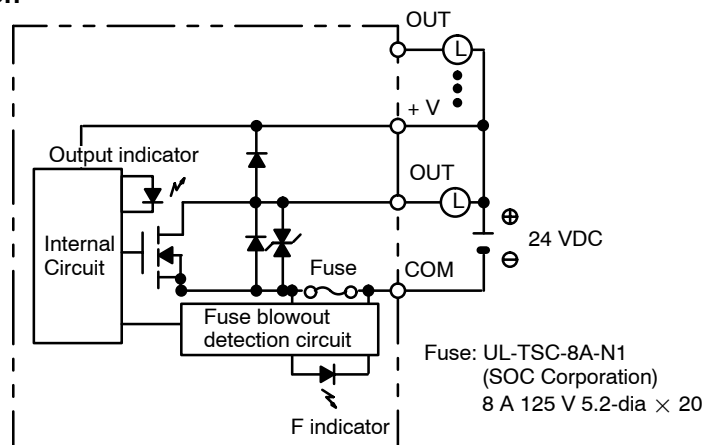 OUT
L
+ V
Output indicator
OUT
L
⊕
24 VDC
⊖
Internal
Circuit
Fuse
COM
Fuse blowout
detection circuit
F indicator
Fuse: UL-TSC-8A-N1
(SOC Corporation)
8 A 125 V 5.2-dia × 20